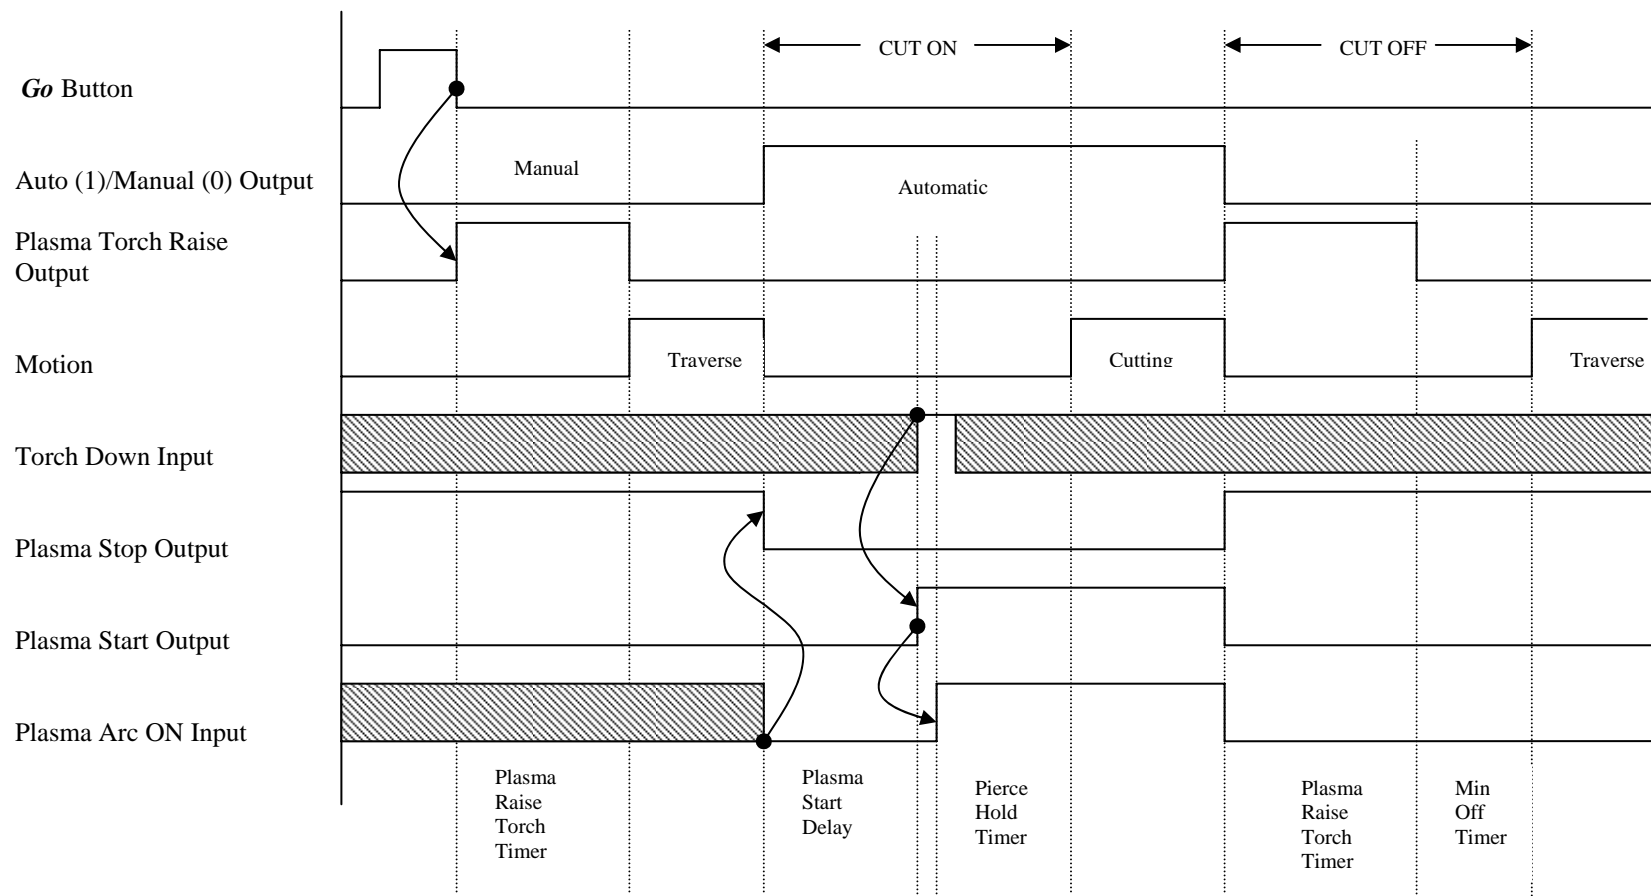 CUT ON
CUT OFF
Go Button
Manual
Auto (1)/Manual (0) Output
Automatic
Plasma Torch Raise
Output
Motion
Traverse
Cutting
Traverse
Torch Down Input
Plasma Stop Output
Plasma Start Output
Plasma Arc ON Input
Plasma
Raise
Torch
Timer
Plasma
Start
Delay
Pierce
Hold
Timer
Plasma
Raise
Torch
Timer
Min
Off
Timer